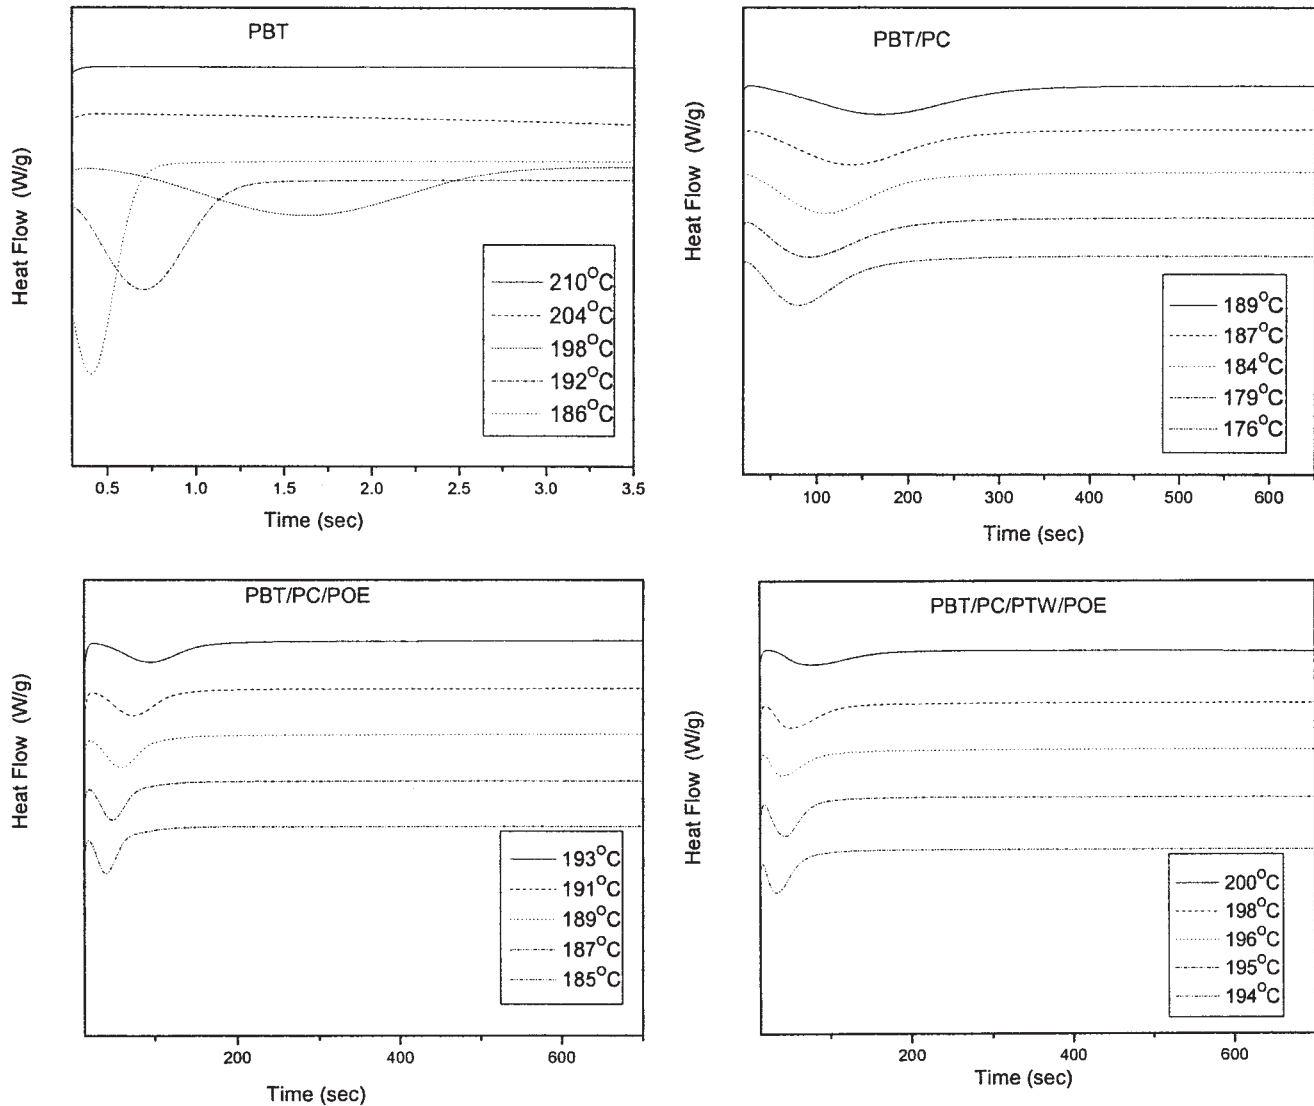 PBT
Heat Flow (W/g)
210°C
204°C
198°C
192°C
186°C
0.5 1.0 1.5 2.0 2.5 3.0 3.5
Time (sec)
PBT/PC
Heat Flow (W/g)
189°C
187°C
184°C
179°C
176°C
100 200 300 400 500 600
Time (sec)
PBT/PC/POE
Heat Flow (W/g)
193°C
191°C
189°C
187°C
185°C
200 400 600
Time (sec)
PBT/PC/PTW/POE
Heat Flow (W/g)
200°C
198°C
196°C
195°C
194°C
200 400 600
Time (sec)